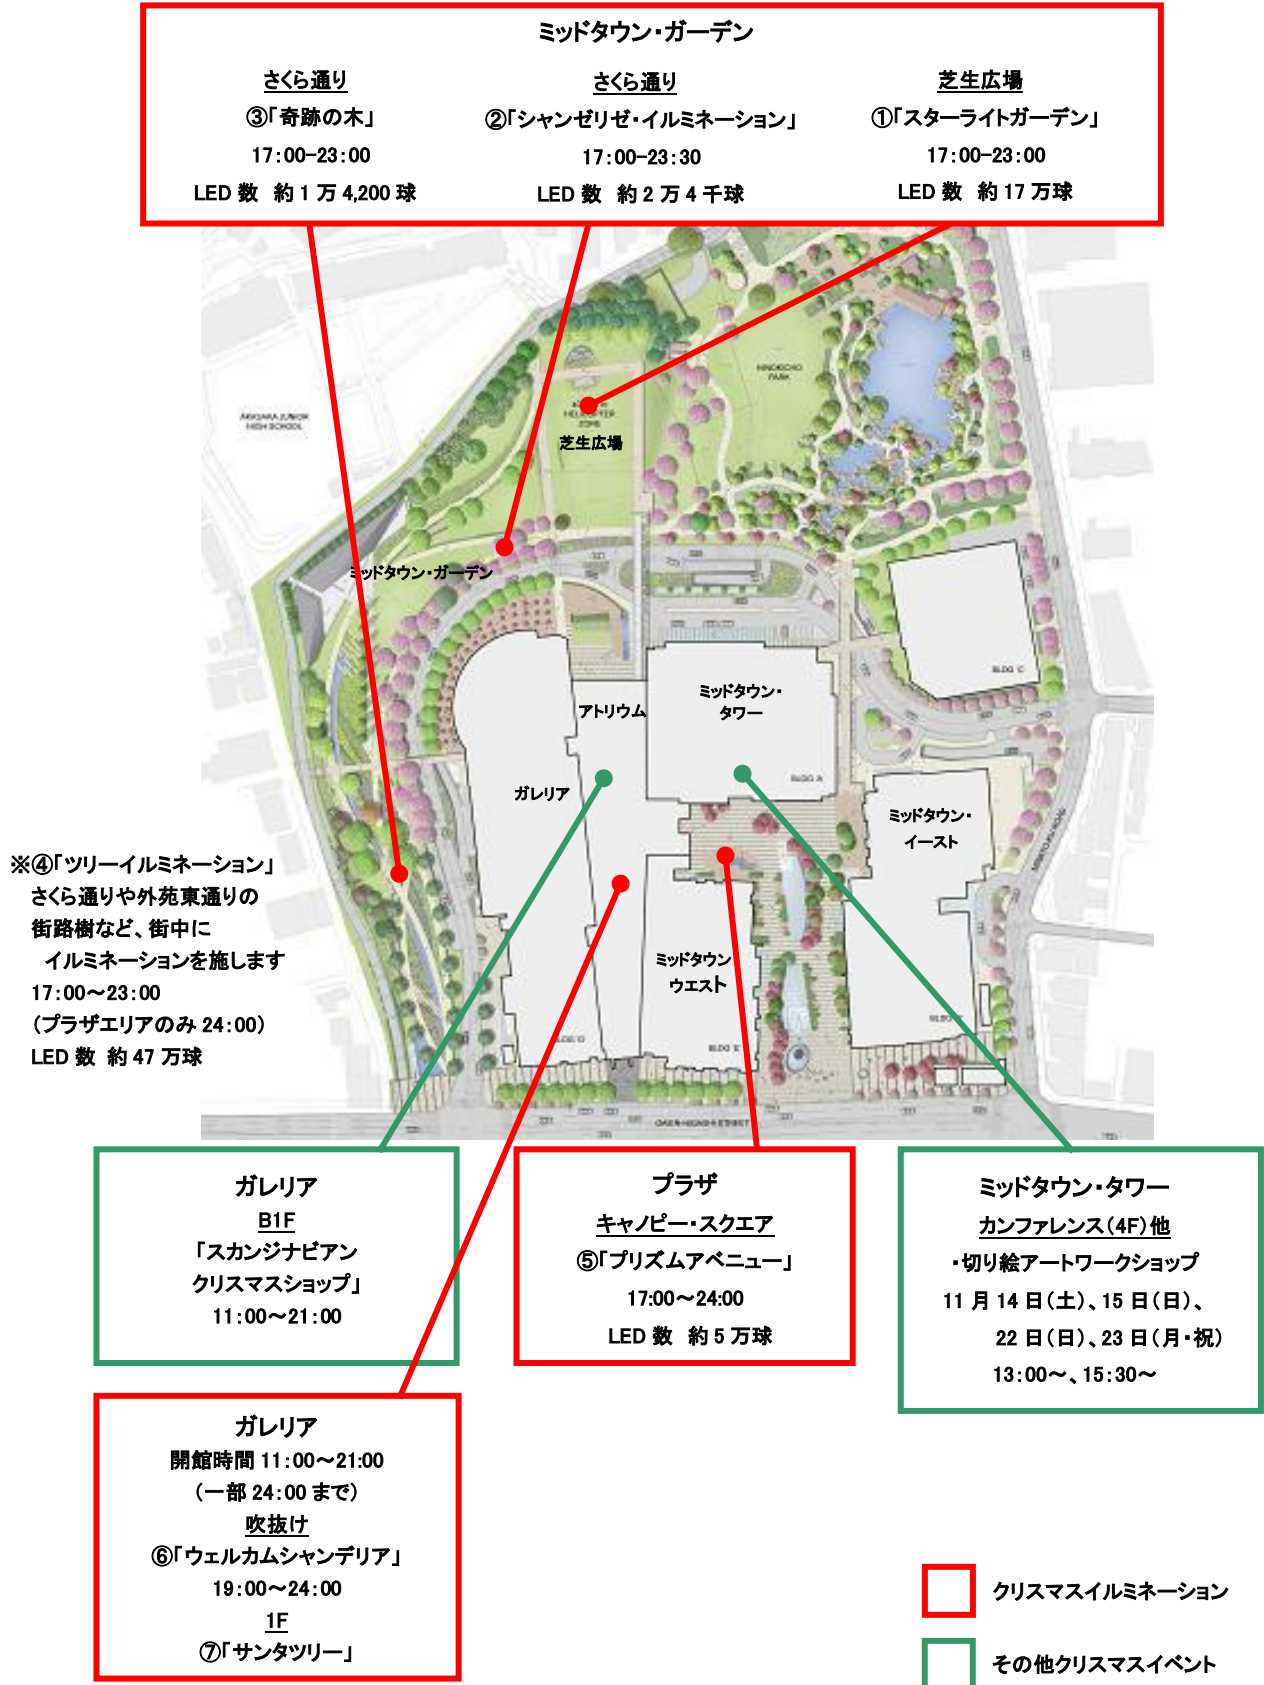 ミッドタウン・ガーデン
さくら通り
③「奇跡の木」
17:00-23:00
LED 数 約 1 万 4,200 球
さくら通り
②「シャンゼリゼ・イルミネーション」
17:00-23:30
LED 数 約 2 万 4 千球
芝生広場
①「スターライトガーデン」
17:00-23:00
LED 数 約 17 万球
HINOKICHO
PARK
AKASAKA JUNIOR
HIGH SCHOOL
芝生広場
ミッドタウン・ガーデン
BLDG C
アトリウム
ミッドタウン・
タワー
BLDG A
ガレリア
ミッドタウン・
イースト
※④「ツリーイルミネーション」
さくら通りや外苑東通りの
街路樹など、街中に
イルミネーションを施します
17:00～23:00
(プラザエリアのみ 24:00)
LED 数 約 47 万球
ミッドタウン
ウエスト
BLDG D
BLDG E
GAIEN-HIGASHI STREET
ガレリア
B1F
「スカンジナビアン
クリスマスショップ」
11:00～21:00
プラザ
キャノピー・スクエア
⑤「プリズムアベニュー」
17:00～24:00
LED 数 約 5 万球
ミッドタウン・タワー
カンファレンス(4F)他
・切り絵アートワークショップ
11 月 14 日(土)、15 日(日)、
22 日(日)、23 日(月・祝)
13:00～、15:30～
ガレリア
開館時間 11:00～21:00
(一部 24:00 まで)
吹抜け
⑥「ウェルカムシャンデリア」
19:00～24:00
1F
⑦「サンタツリー」
クリスマスイルミネーション
その他クリスマスイベント